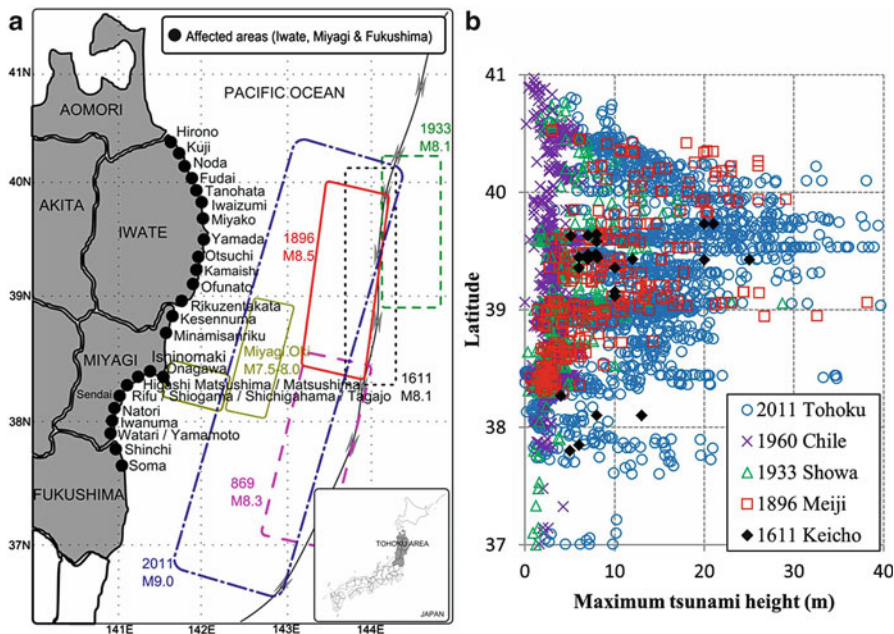 a
Affected areas (Iwate, Miyagi & Fukushima)
41N
40N
39N
38N
37N
141E
142E
143E
144E
AOMORI
AKITA
IWATE
MIYAGI
FUKUSHIMA
PACIFIC OCEAN
Hirono
Kuji
Noda
Fudai
Tanohata
Iwaizumi
Miyako
Yamada
Otsuchi
Kamaishi
Ofunato
Rikuzentakata
Kesennuma
Minamisanriku
Ishinomaki
Onagawa
Higashi Matsushima / Matsushima
Sendai
Rifu / Shiogama / Shichigahama / Tagajo
Natori
Iwanuma
Watari / Yamamoto
Shinchi
Soma
1933
M8.1
1896
M8.5
Miyagi Oki
M7.5-8.0
1611
M8.1
869
M8.3
2011
M9.0
TOHOKU AREA
JAPAN
b
41
40
39
38
37
Latitude
0
10
20
30
40
Maximum tsunami height (m)
2011 Tohoku
1960 Chile
1933 Showa
1896 Meiji
1611 Keicho